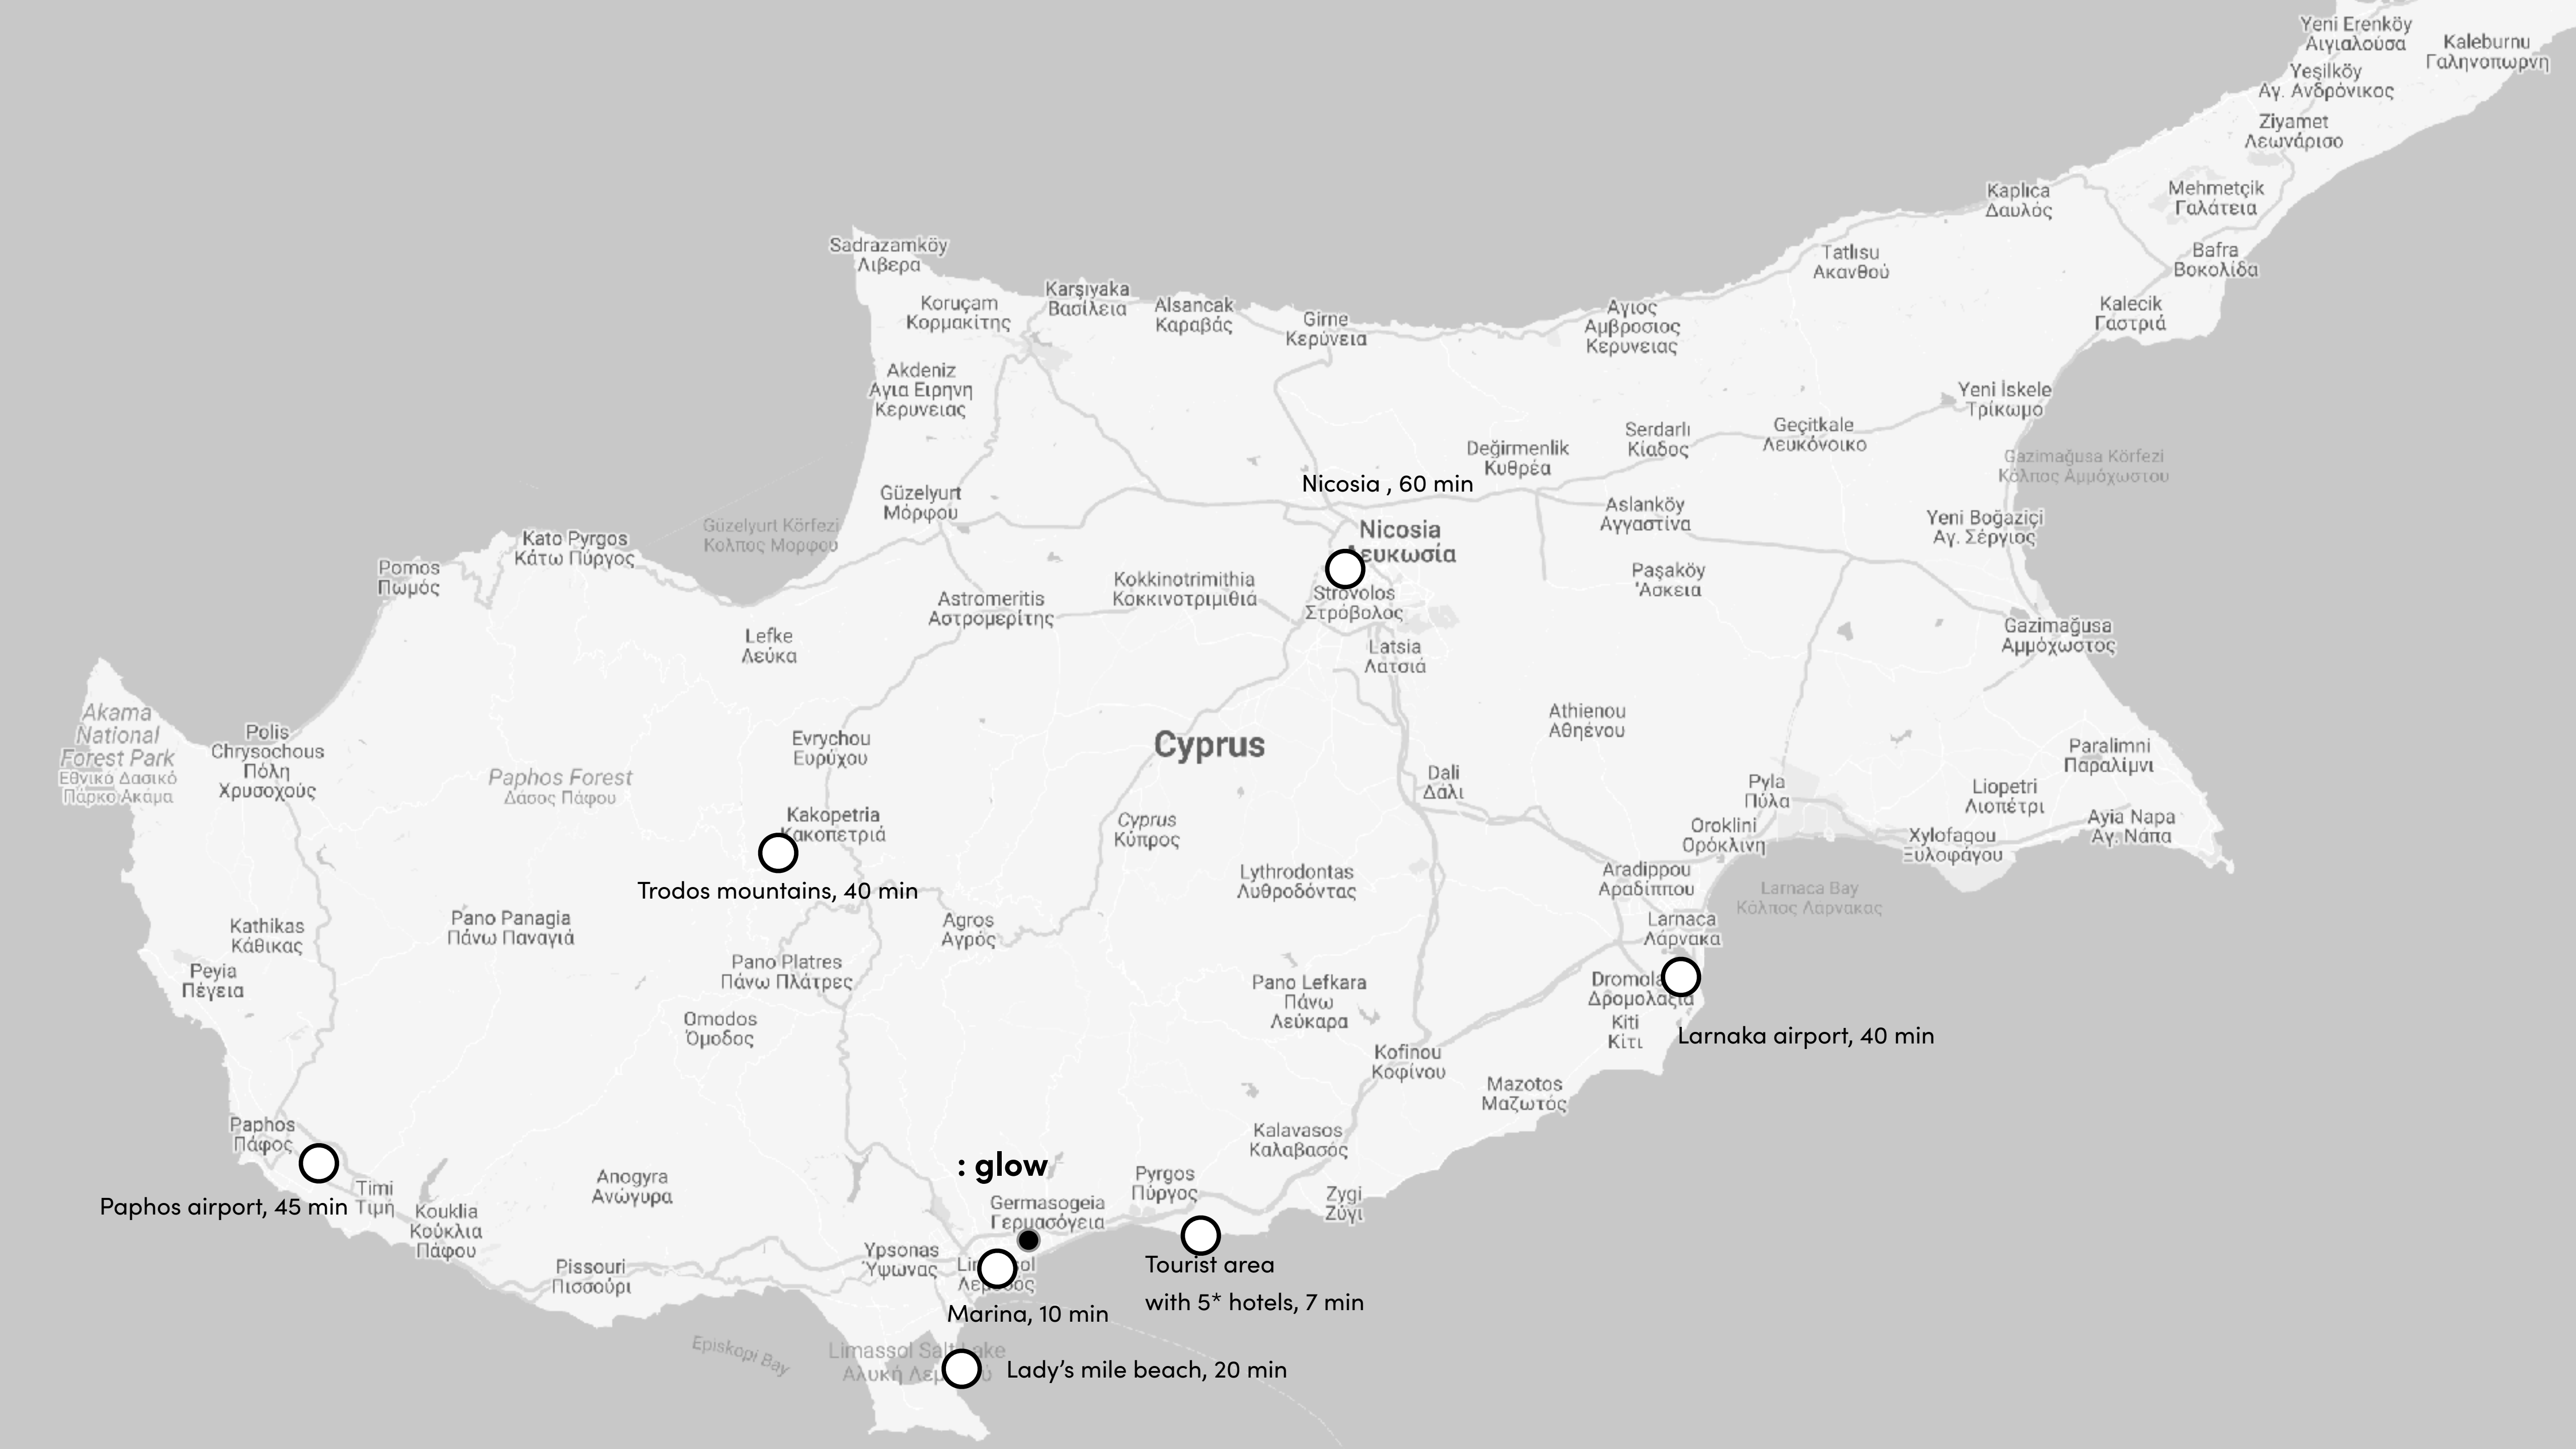 Yeni Erenköy
Αιγιαλούσα
Kaleburnu
Γαληνοπωρνη
Yeşilköy
Αγ. Ανδρόνικος
Ziyamet
Λεωνάρισο
Kaplıca
Δαυλός
Mehmetçik
Γαλάτεια
Sadrazamköy
Λιβερα
Tatlısu
Ακανθού
Bafra
Βοκολίδα
Koruçam
Κορμακίτης
Karşıyaka
Βασίλεια
Alsancak
Καραβάς
Girne
Κερύνεια
Αγιος
Αμβροσιος
Κερυνειας
Kalecik
Γαστριά
Akdeniz
Αγια Ειρηνη
Κερυνειας
Yeni İskele
Τρίκωμο
Değirmenlik
Κυθρέα
Serdarlı
Κίαδος
Geçitkale
Λευκόνοικο
Gazimağusa Körfezi
Κόλπος Αμμόχωστου
Nicosia , 60 min
Güzelyurt
Μόρφου
Aslanköy
Αγγαστίνα
Yeni Boğaziçi
Αγ. Σέργιος
Güzelyurt Körfezi
Κολπος Μορφου
Nicosia
Kato Pyrgos
Κάτω Πύργος
Pomos
Πωμός
Kokkinotrimithia
Κοκκινοτριμιθιά
Strovolos
Στρόβολος
Paşaköy
'Ασκεια
Astromeritis
Αστρομερίτης
Lefke
Λεύκα
Latsia
Λατσιά
Gazimağusa
Αμμόχωστος
Akama
National
Forest Park
Εθνικό Δασικό
Πάρκο Ακάμα
Polis
Chrysochous
Πόλη
Χρυσοχούς
Evrychou
Ευρύχου
Cyprus
Athienou
Αθηένου
Paralimni
Παραλίμνι
Paphos Forest
Δάσος Πάφου
Dali
Δάλι
Pyla
Πύλα
Liopetri
Λιοπέτρι
Kakopetria
Cyprus
Κύπρος
Oroklini
Ορόκλινη
Xylofagou
Ξυλοφάγου
Ayia Napa
Αγ. Νάπα
Trodos mountains, 40 min
Lythrodontas
Λυθροδόντας
Aradippou
Αραδίππου
Larnaca Bay
Κόλπος Λάρνακας
Kathikas
Κάθικας
Pano Panagia
Πάνω Παναγιά
Agros
Αγρός
Larnaca
Λάρνακα
Peyia
Πέγεια
Pano Platres
Πάνω Πλάτρες
Pano Lefkara
Πάνω
Λεύκαρα
Δρομολαξιά
Omodos
Όμοδος
Kiti
Κίτι
Larnaka airport, 40 min
Kofinou
Κοφίνου
Mazotos
Μαζωτός
Paphos
Πάφος
Kalavasos
Καλαβασός
: glow
Paphos airport, 45 min
Timi
Τιμή
Kouklia
Κούκλια
Πάφου
Anogyra
Ανώγυρα
Germasogeia
Γερμασόγεια
Pyrgos
Πύργος
Zygi
Ζύγι
Pissouri
Πισσούρι
Ypsonas
Ύψωνας
Tourist area
with 5* hotels, 7 min
Marina, 10 min
Episkopi Bay
Lady’s mile beach, 20 min